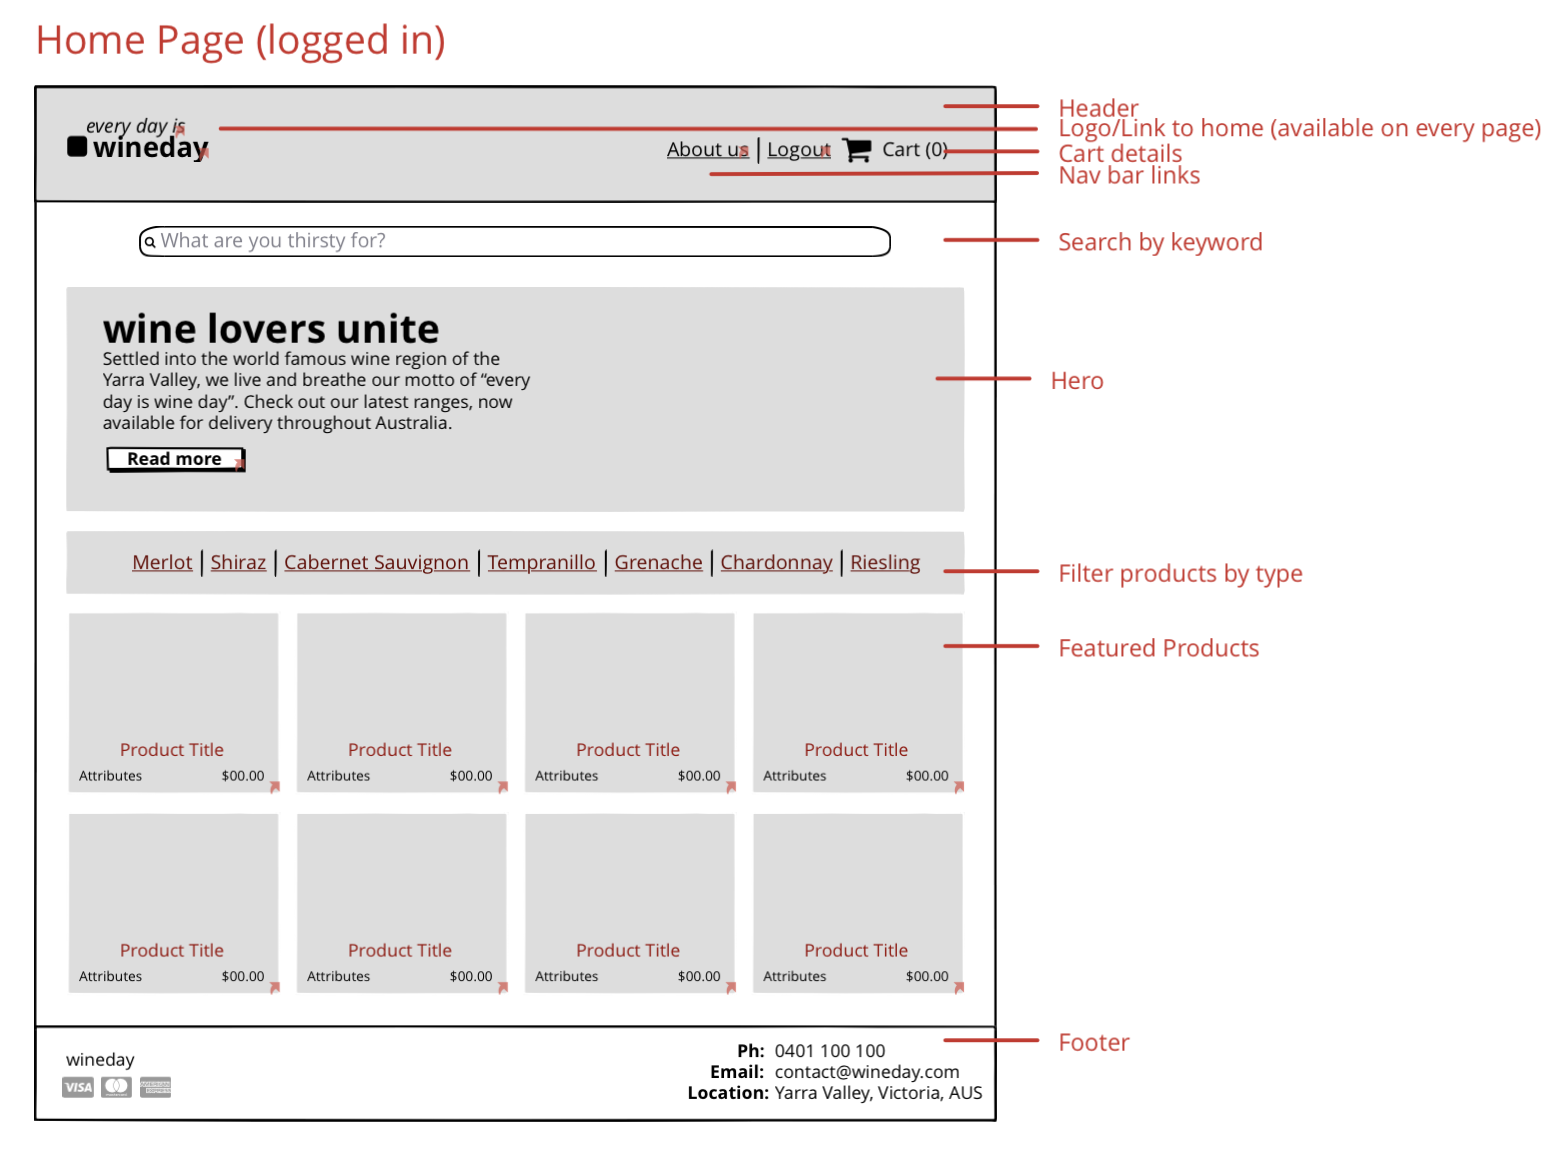 Home Page (logged in)
every day is
wineday
About us | Logout Cart (0)
Header
Logo/Link to home (available on every page)
Cart details
Nav bar links
What are you thirsty for?
Search by keyword
wine lovers unite
Settled into the world famous wine region of the
Yarra Valley, we live and breathe our motto of “every
day is wine day”. Check out our latest ranges, now
available for delivery throughout Australia.
Read more
Hero
Merlot | Shiraz | Cabernet Sauvignon | Tempranillo | Grenache | Chardonnay | Riesling
Filter products by type
Featured Products
Product Title Product Title Product Title Product Title
Attributes $00.00 Attributes $00.00 Attributes $00.00 Attributes $00.00
Product Title Product Title Product Title Product Title
Attributes $00.00 Attributes $00.00 Attributes $00.00 Attributes $00.00
wineday
VISA
Ph: 0401 100 100
Email: contact@wineday.com
Location: Yarra Valley, Victoria, AUS
Footer